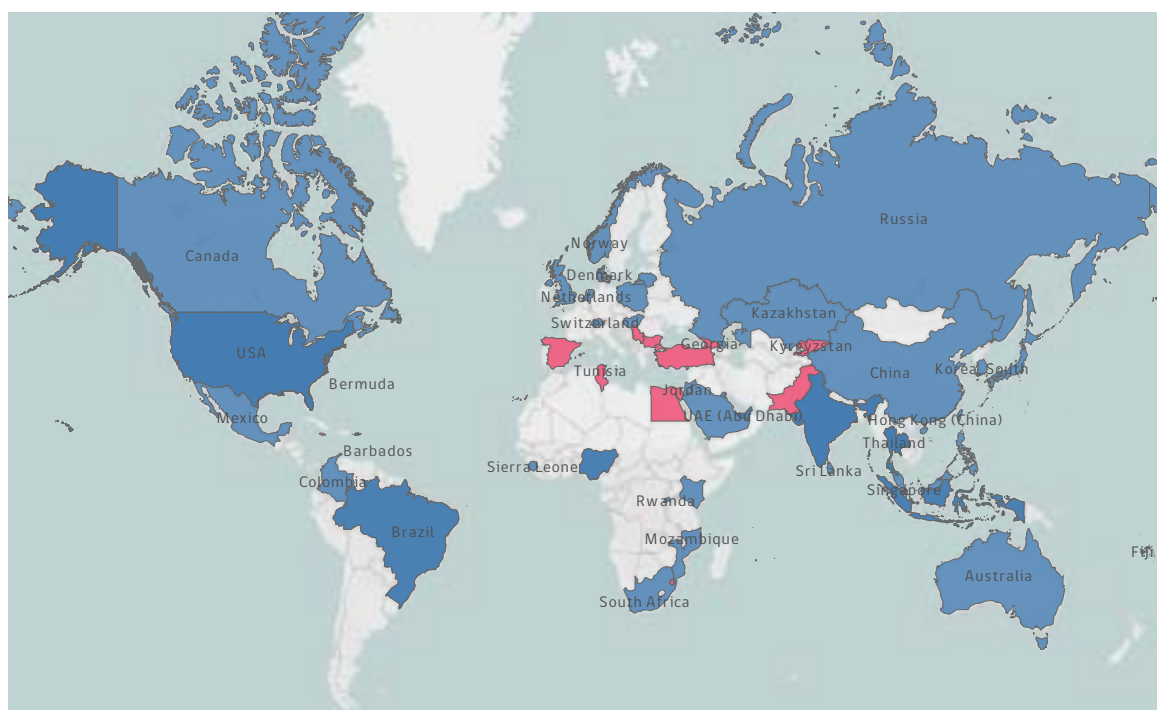 Russia
Norway
Canada
Denmark
Netherlands
Kazakhstan
Switzerland
Georgia
Kyrgyzstan
USA
Tunisia
China
Korea, South
Bermuda
Jordan
Mexico
UAE (Abu Dhabi)
Hong Kong (China)
Thailand
Barbados
Sierra Leone
Sri Lanka
Colombia
Singapore
Rwanda
Brazil
Mozambique
Fiji
Australia
South Africa